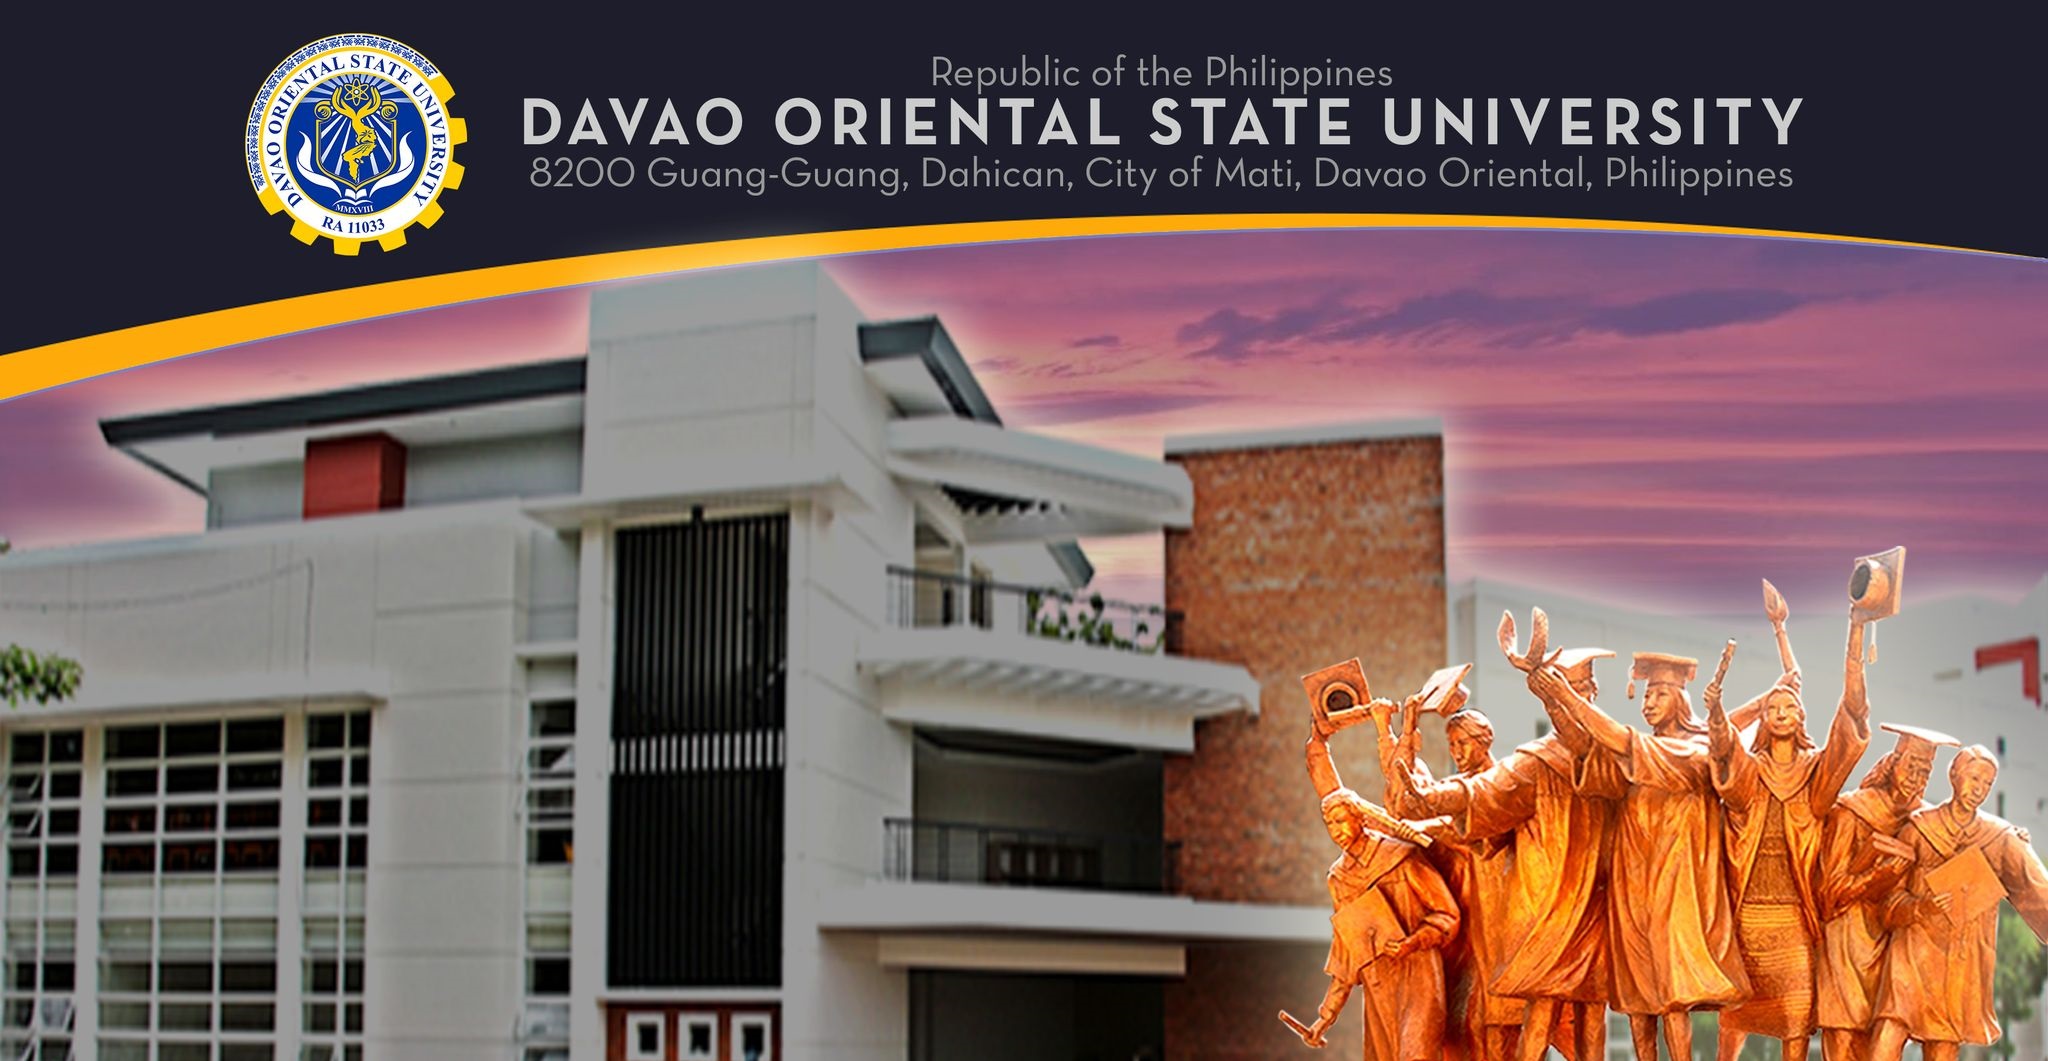 DAVAO ORIENTAL STATE UNIVERSITY
MMXVIII
RA 11033
Republic of the Philippines
DAVAO ORIENTAL STATE UNIVERSITY
8200 Guang-Guang, Dahican, City of Mati, Davao Oriental, Philippines